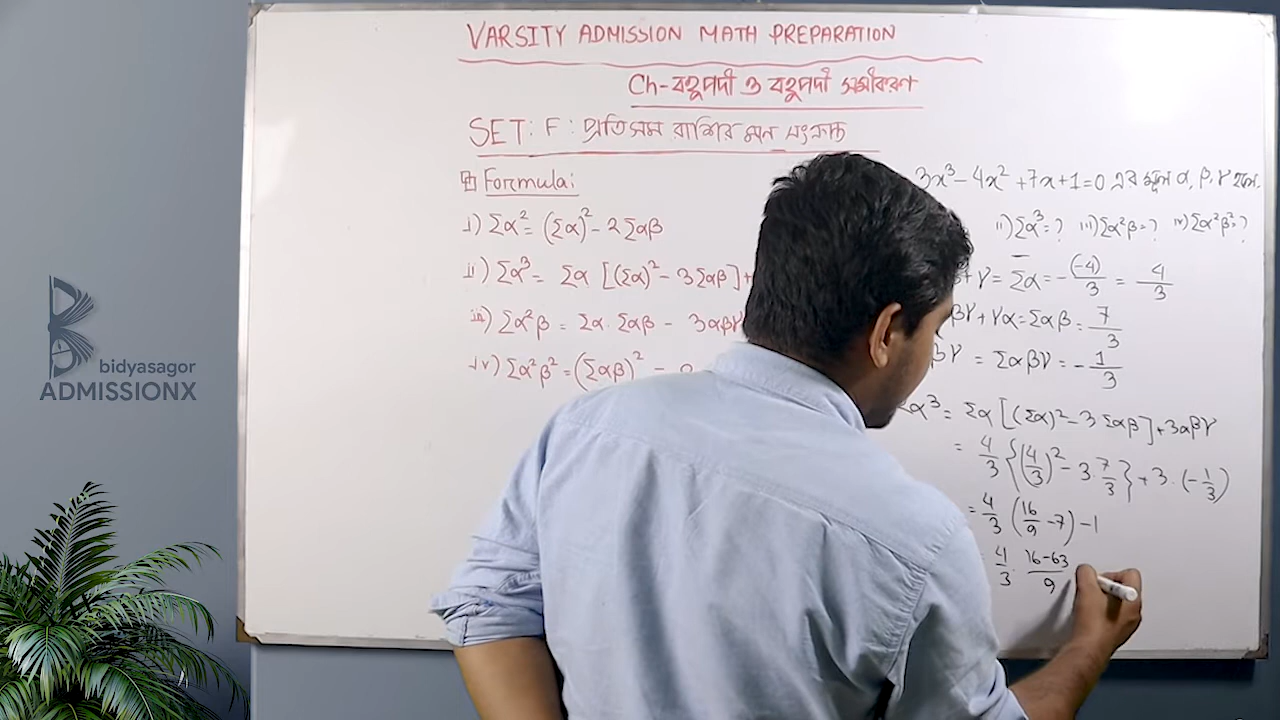 VARSITY ADMISSION MATH PREPARATION
Ch-বহুপদী ও বহুপদী সমীকরণ
SET: F: প্রতিসম রাশির মান সংক্রান্ত
Formula:
i) Σα² = (Σα)² - 2Σαβ
ii) Σα³ = Σα [(Σα)² - 3Σαβ] +
iii) Σα²β = Σα. Σαβ - 3αβγ
iv) Σα²β² = (Σαβ)² -
3x³ - 4x² + 7x + 1 = 0 এর মূল α, β, γ হলে.
ii) Σα³ = ? iii) Σα²β = ? iv) Σα²β² = ?
+ γ = Σα = -(-4)/3 = 4/3
βγ + γα = Σαβ = 7/3
βγ = Σαβγ = -1/3
Σα³ = Σα [(Σα)² - 3Σαβ] + 3αβγ
= 4/3 {(4/3)² - 3. 7/3} + 3. (-1/3)
= 4/3 (16/9 - 7) - 1
4/3 . 16-63/9
bidyasagor
ADMISSIONX